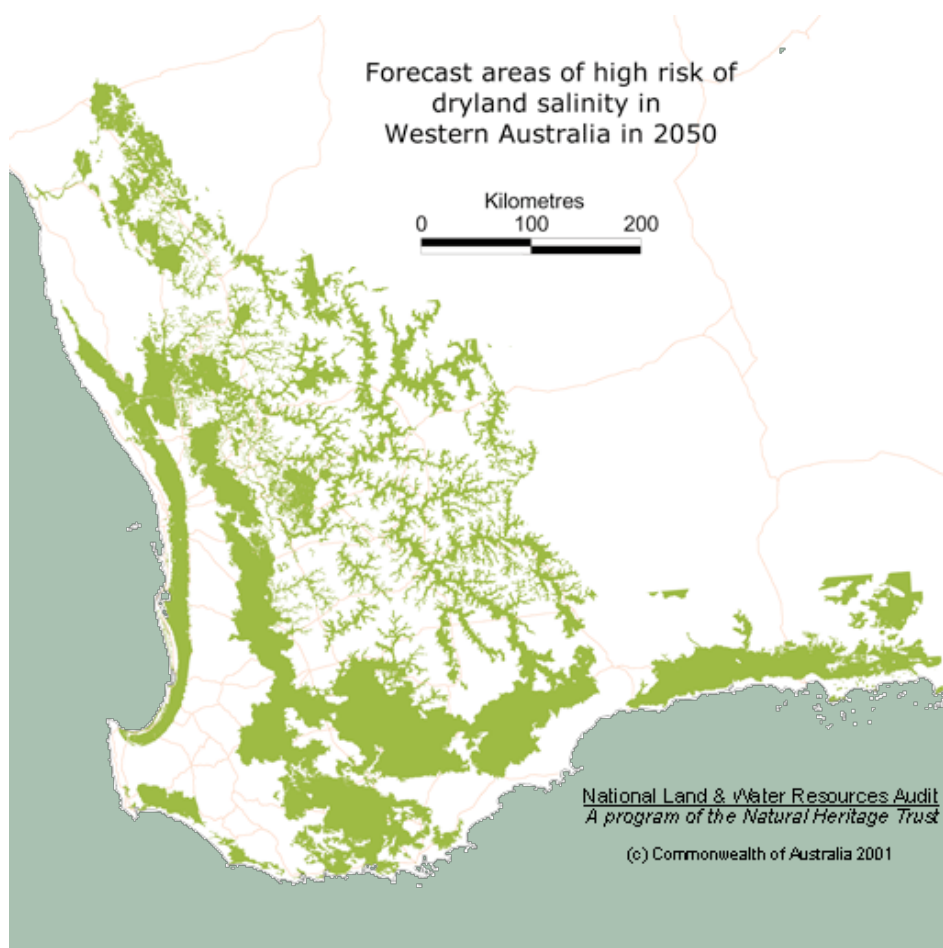 Forecast areas of high risk of
dryland salinity in
Western Australia in 2050
Kilometres
0 100 200
National Land & Water Resources Audit
A program of the Natural Heritage Trust
(c) Commonwealth of Australia 2001